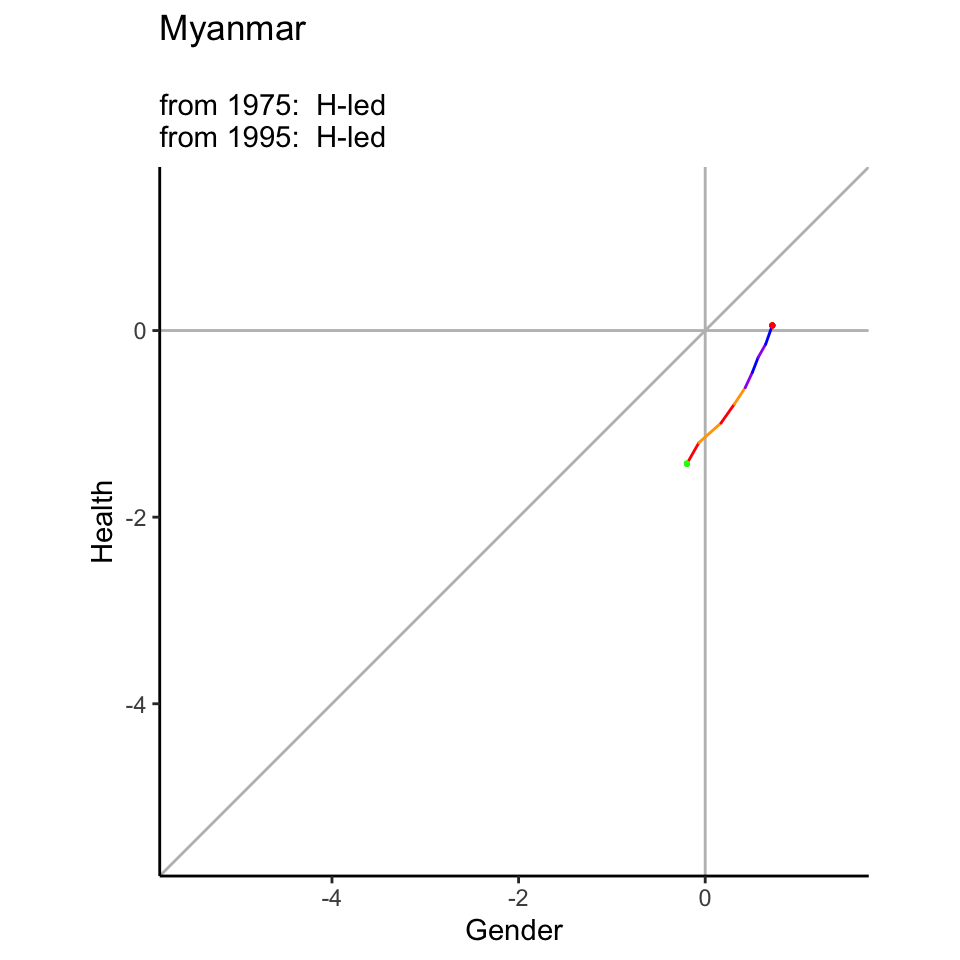 Myanmar
from 1975:  H-led
from 1995:  H-led
0
-2
-4
Health
-4
-2
0
Gender